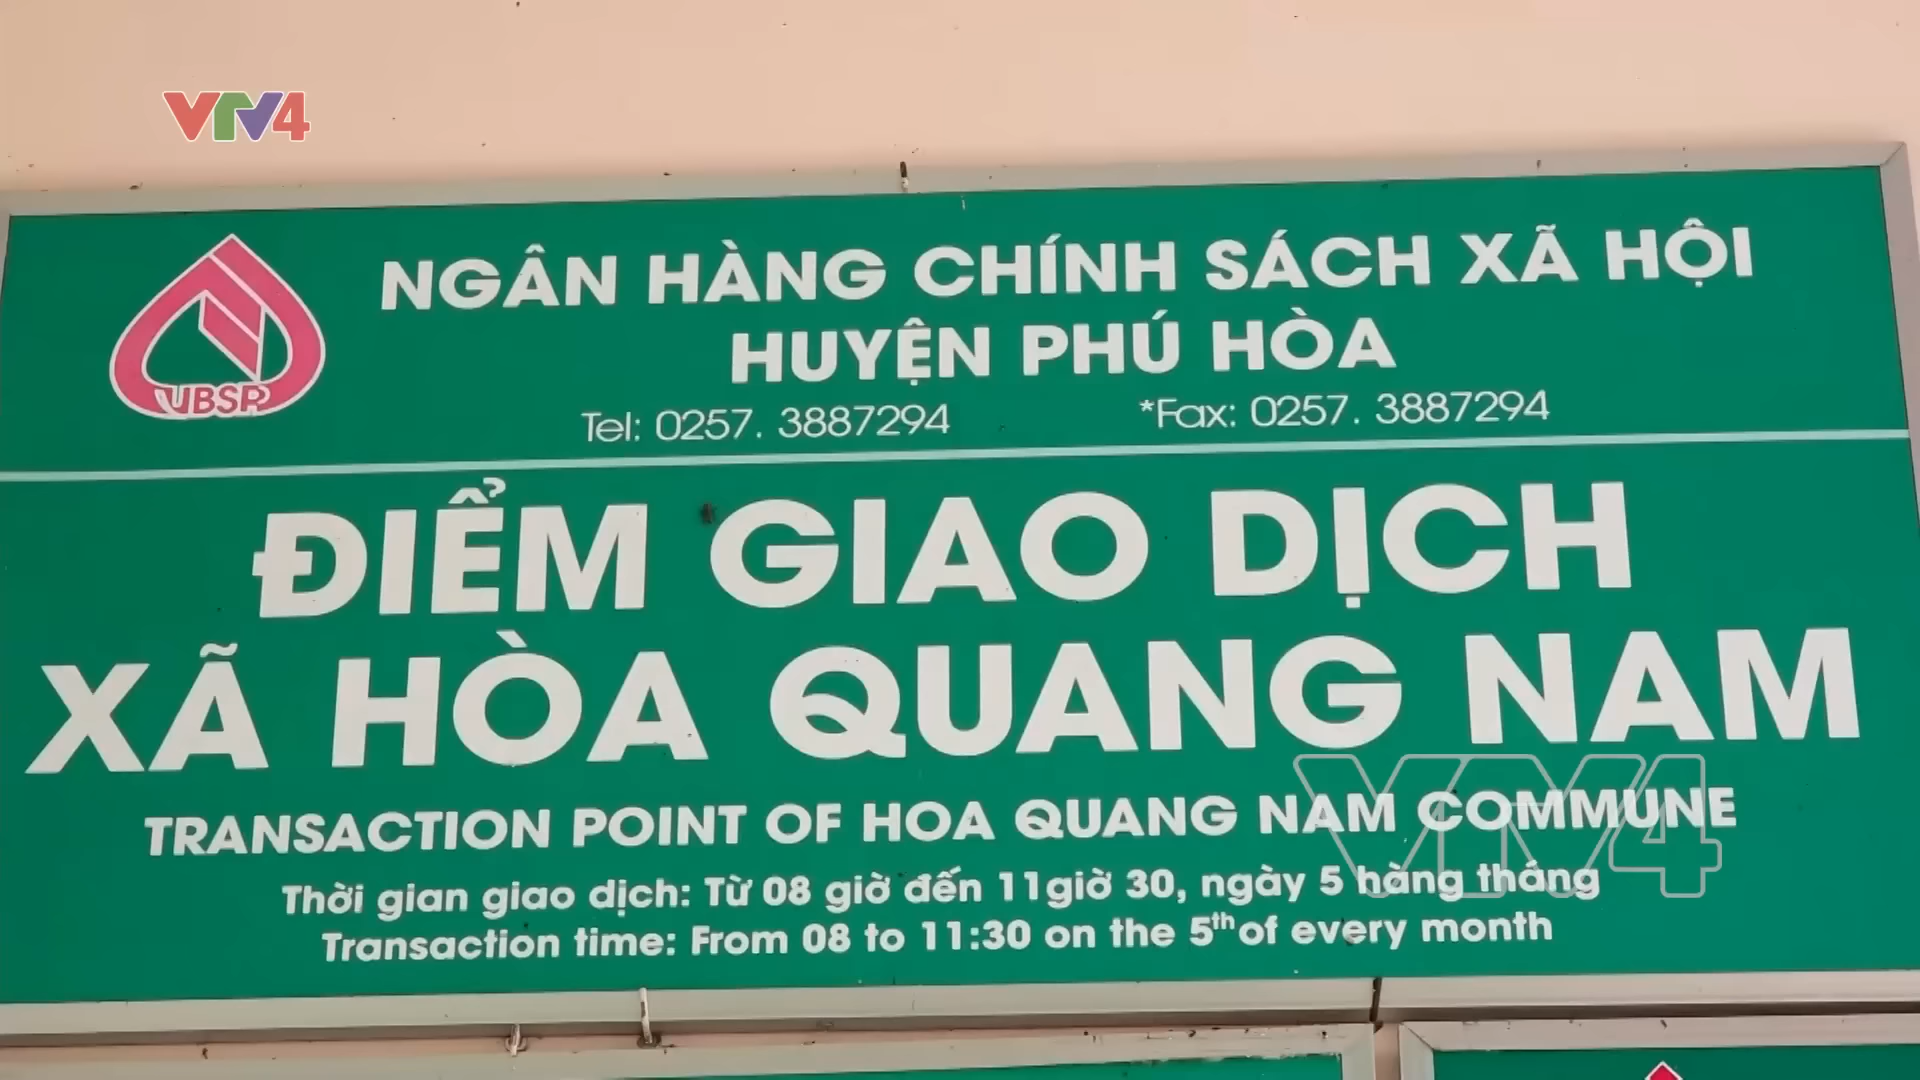 VTV4
NGÂN HÀNG CHÍNH SÁCH XÃ HỘI
HUYỆN PHÚ HÒA
VBSP
Tel: 0257. 3887294 *Fax: 0257. 3887294
ĐIỂM GIAO DỊCH
XÃ HÒA QUANG NAM
VTV4
TRANSACTION POINT OF HOA QUANG NAM COMMUNE
Thời gian giao dịch: Từ 08 giờ đến 11giờ 30, ngày 5 hàng tháng
Transaction time: From 08 to 11:30 on the 5th of every month